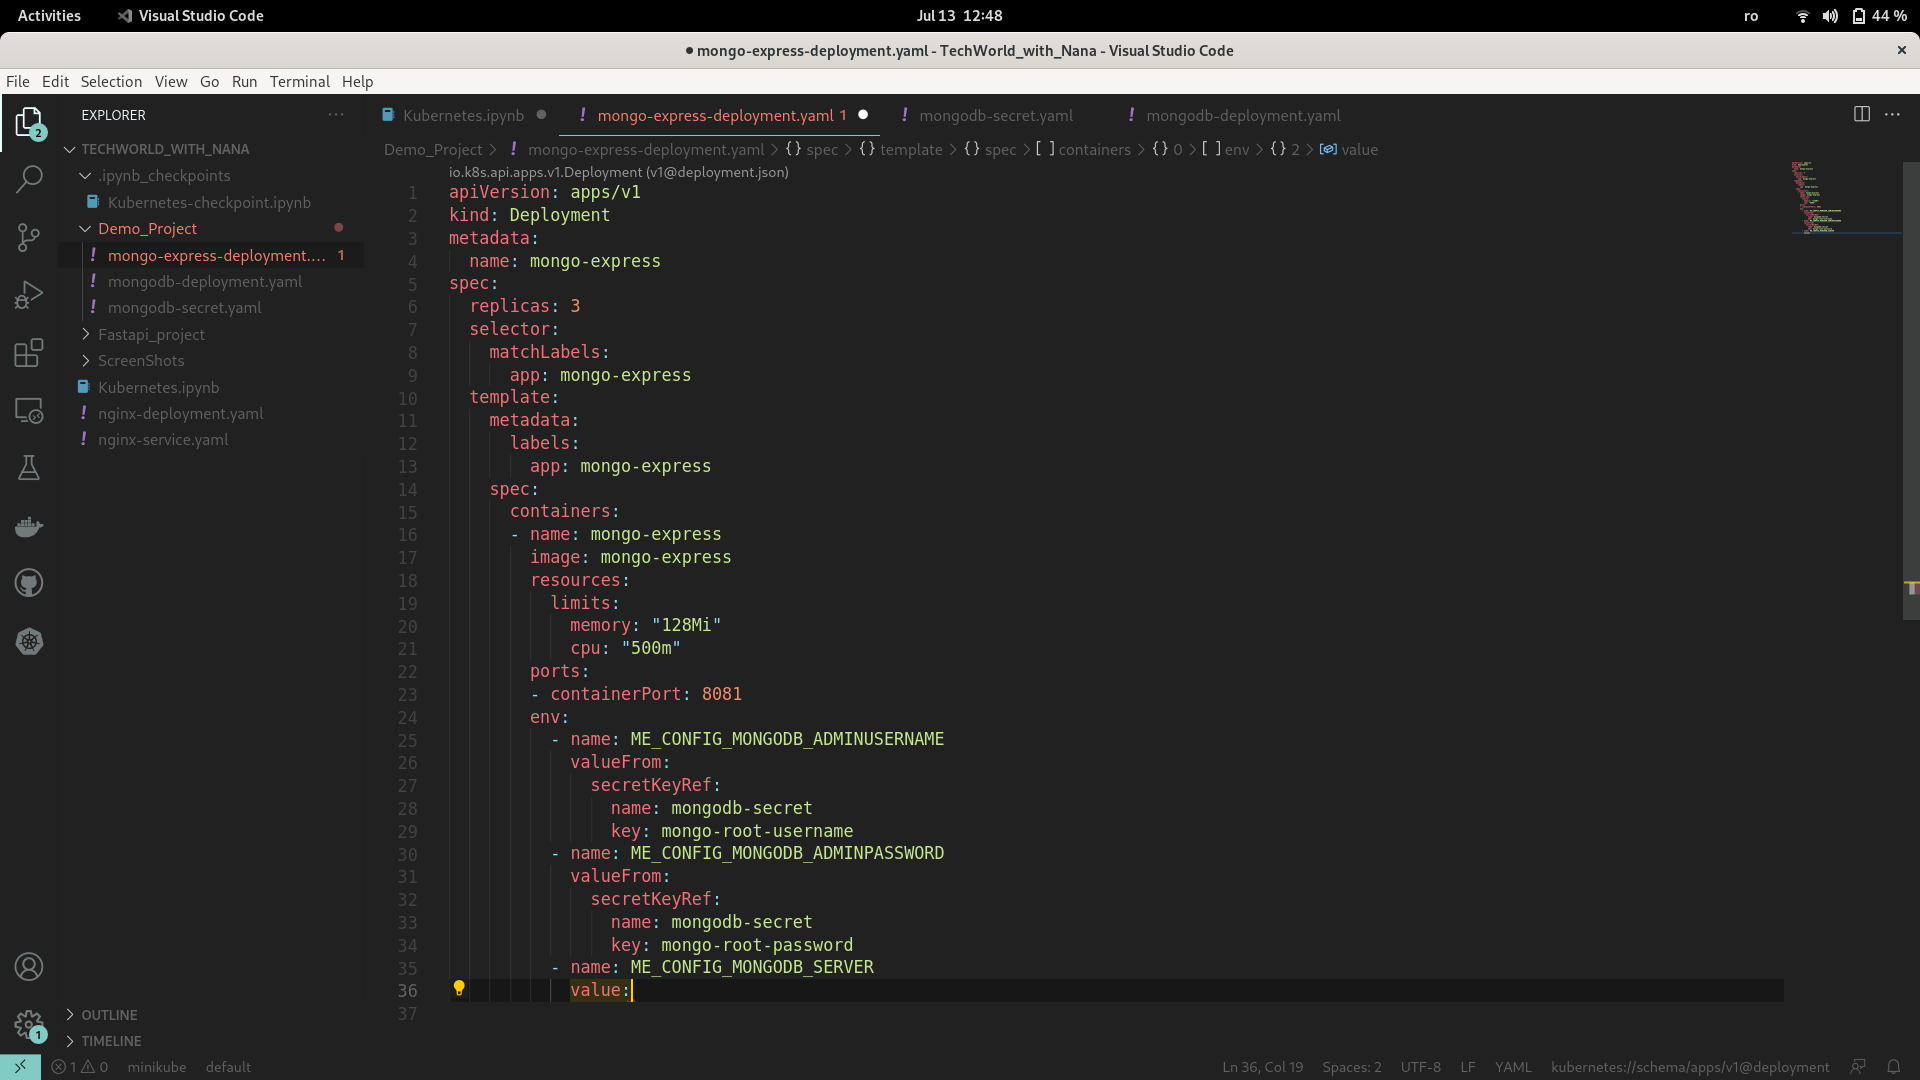 Activities
Visual Studio Code
Jul 13 12:48
ro
44 %
● mongo-express-deployment.yaml - TechWorld_with_Nana - Visual Studio Code
File Edit Selection View Go Run Terminal Help
EXPLORER
Kubernetes.ipynb
mongo-express-deployment.yaml 1
mongodb-secret.yaml
mongodb-deployment.yaml
TECHWORLD_WITH_NANA
.ipynb_checkpoints
Kubernetes-checkpoint.ipynb
Demo_Project
mongo-express-deployment.... 1
mongodb-deployment.yaml
mongodb-secret.yaml
Fastapi_project
ScreenShots
Kubernetes.ipynb
nginx-deployment.yaml
nginx-service.yaml
OUTLINE
TIMELINE
2
1
Demo_Project > ! mongo-express-deployment.yaml > {} spec > {} template > {} spec > [ ] containers > {} 0 > [ ] env > {} 2 > value
io.k8s.api.apps.v1.Deployment (v1@deployment.json)
1 apiVersion: apps/v1
2 kind: Deployment
3 metadata:
4 name: mongo-express
5 spec:
6 replicas: 3
7 selector:
8 matchLabels:
9 app: mongo-express
10 template:
11 metadata:
12 labels:
13 app: mongo-express
14 spec:
15 containers:
16 - name: mongo-express
17 image: mongo-express
18 resources:
19 limits:
20 memory: "128Mi"
21 cpu: "500m"
22 ports:
23 - containerPort: 8081
24 env:
25 - name: ME_CONFIG_MONGODB_ADMINUSERNAME
26 valueFrom:
27 secretKeyRef:
28 name: mongodb-secret
29 key: mongo-root-username
30 - name: ME_CONFIG_MONGODB_ADMINPASSWORD
31 valueFrom:
32 secretKeyRef:
33 name: mongodb-secret
34 key: mongo-root-password
35 - name: ME_CONFIG_MONGODB_SERVER
36 value:
37
1 0 minikube default
Ln 36, Col 19 Spaces: 2 UTF-8 LF YAML kubernetes://schema/apps/v1@deployment